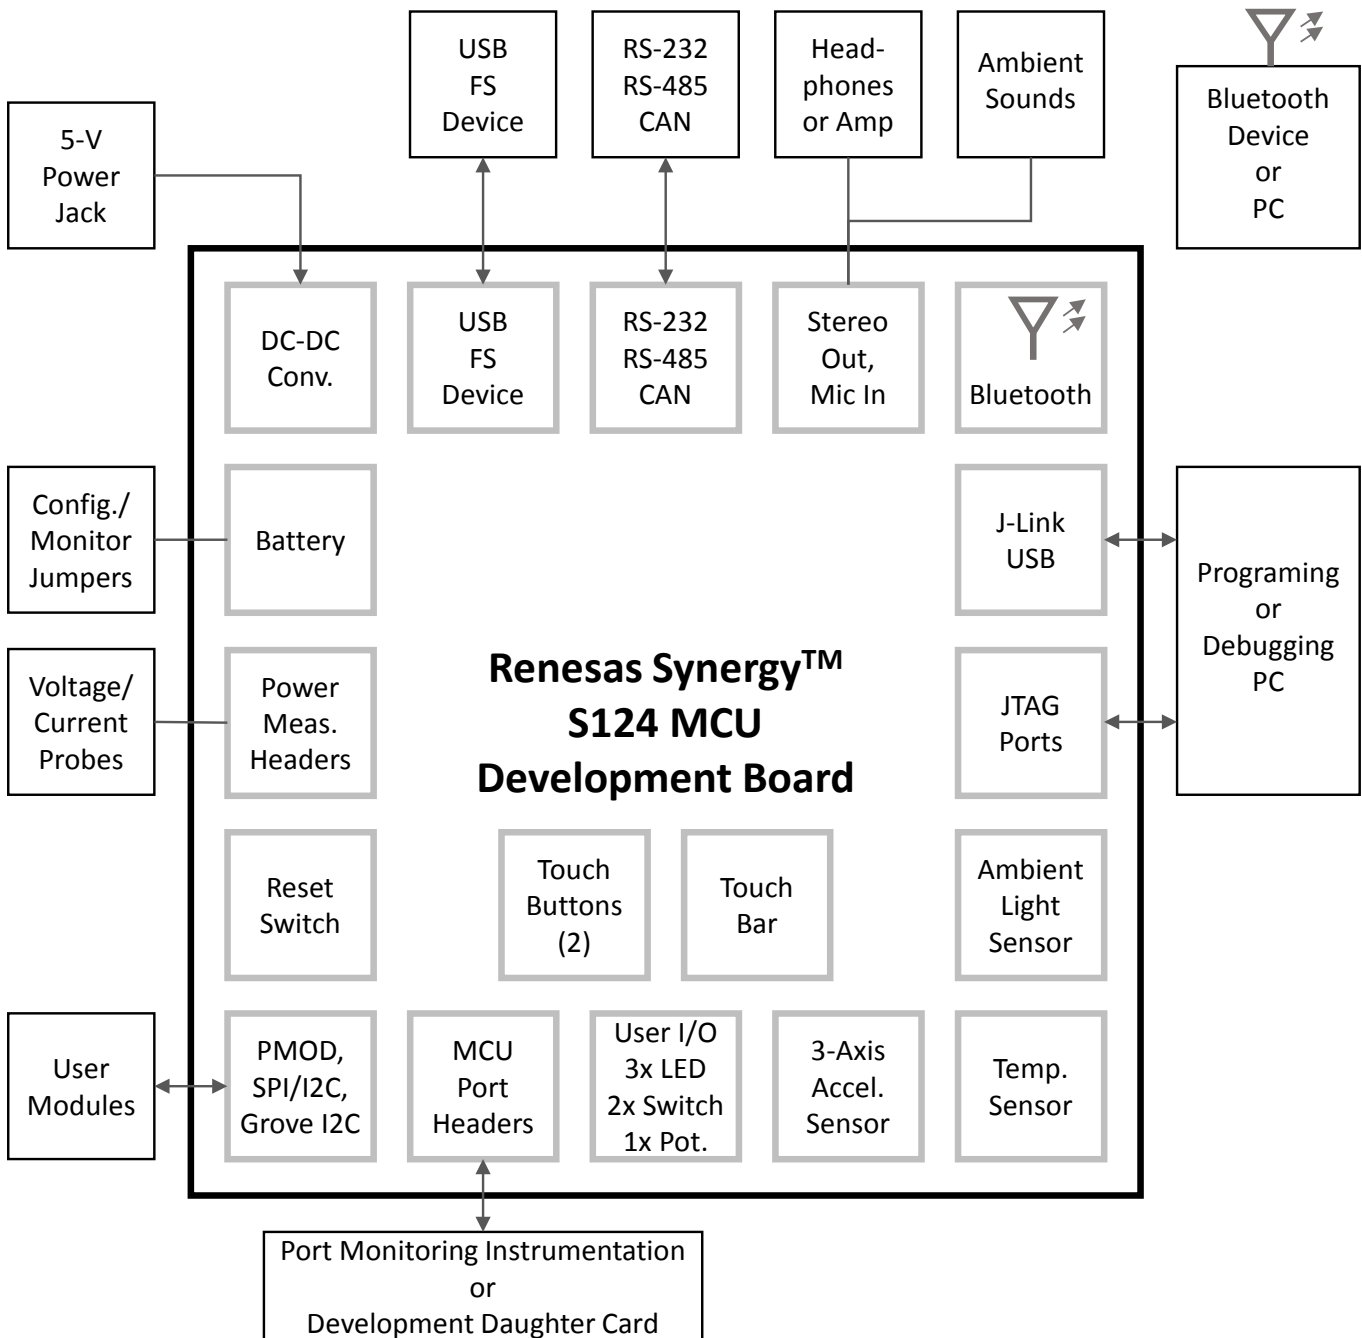 USB
FS
Device
RS-232
RS-485
CAN
Head-
phones
or Amp
Ambient
Sounds
Bluetooth
Device
or
PC
5-V
Power
Jack
DC-DC
Conv.
USB
FS
Device
RS-232
RS-485
CAN
Stereo
Out,
Mic In
Bluetooth
Config./
Monitor
Jumpers
Battery
J-Link
USB
Programing
or
Debugging
PC
Voltage/
Current
Probes
Power
Meas.
Headers
Renesas Synergy™
S124 MCU
Development Board
JTAG
Ports
Reset
Switch
Touch
Buttons
(2)
Touch
Bar
Ambient
Light
Sensor
User
Modules
PMOD,
SPI/I2C,
Grove I2C
MCU
Port
Headers
User I/O
3x LED
2x Switch
1x Pot.
3-Axis
Accel.
Sensor
Temp.
Sensor
Port Monitoring Instrumentation
or
Development Daughter Card